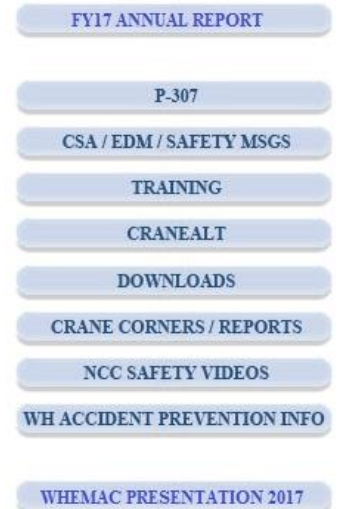 FY17 ANNUAL REPORT
P-307
CSA / EDM / SAFETY MSGS
TRAINING
CRANEALT
DOWNLOADS
CRANE CORNERS / REPORTS
NCC SAFETY VIDEOS
WH ACCIDENT PREVENTION INFO
WHEMAC PRESENTATION 2017